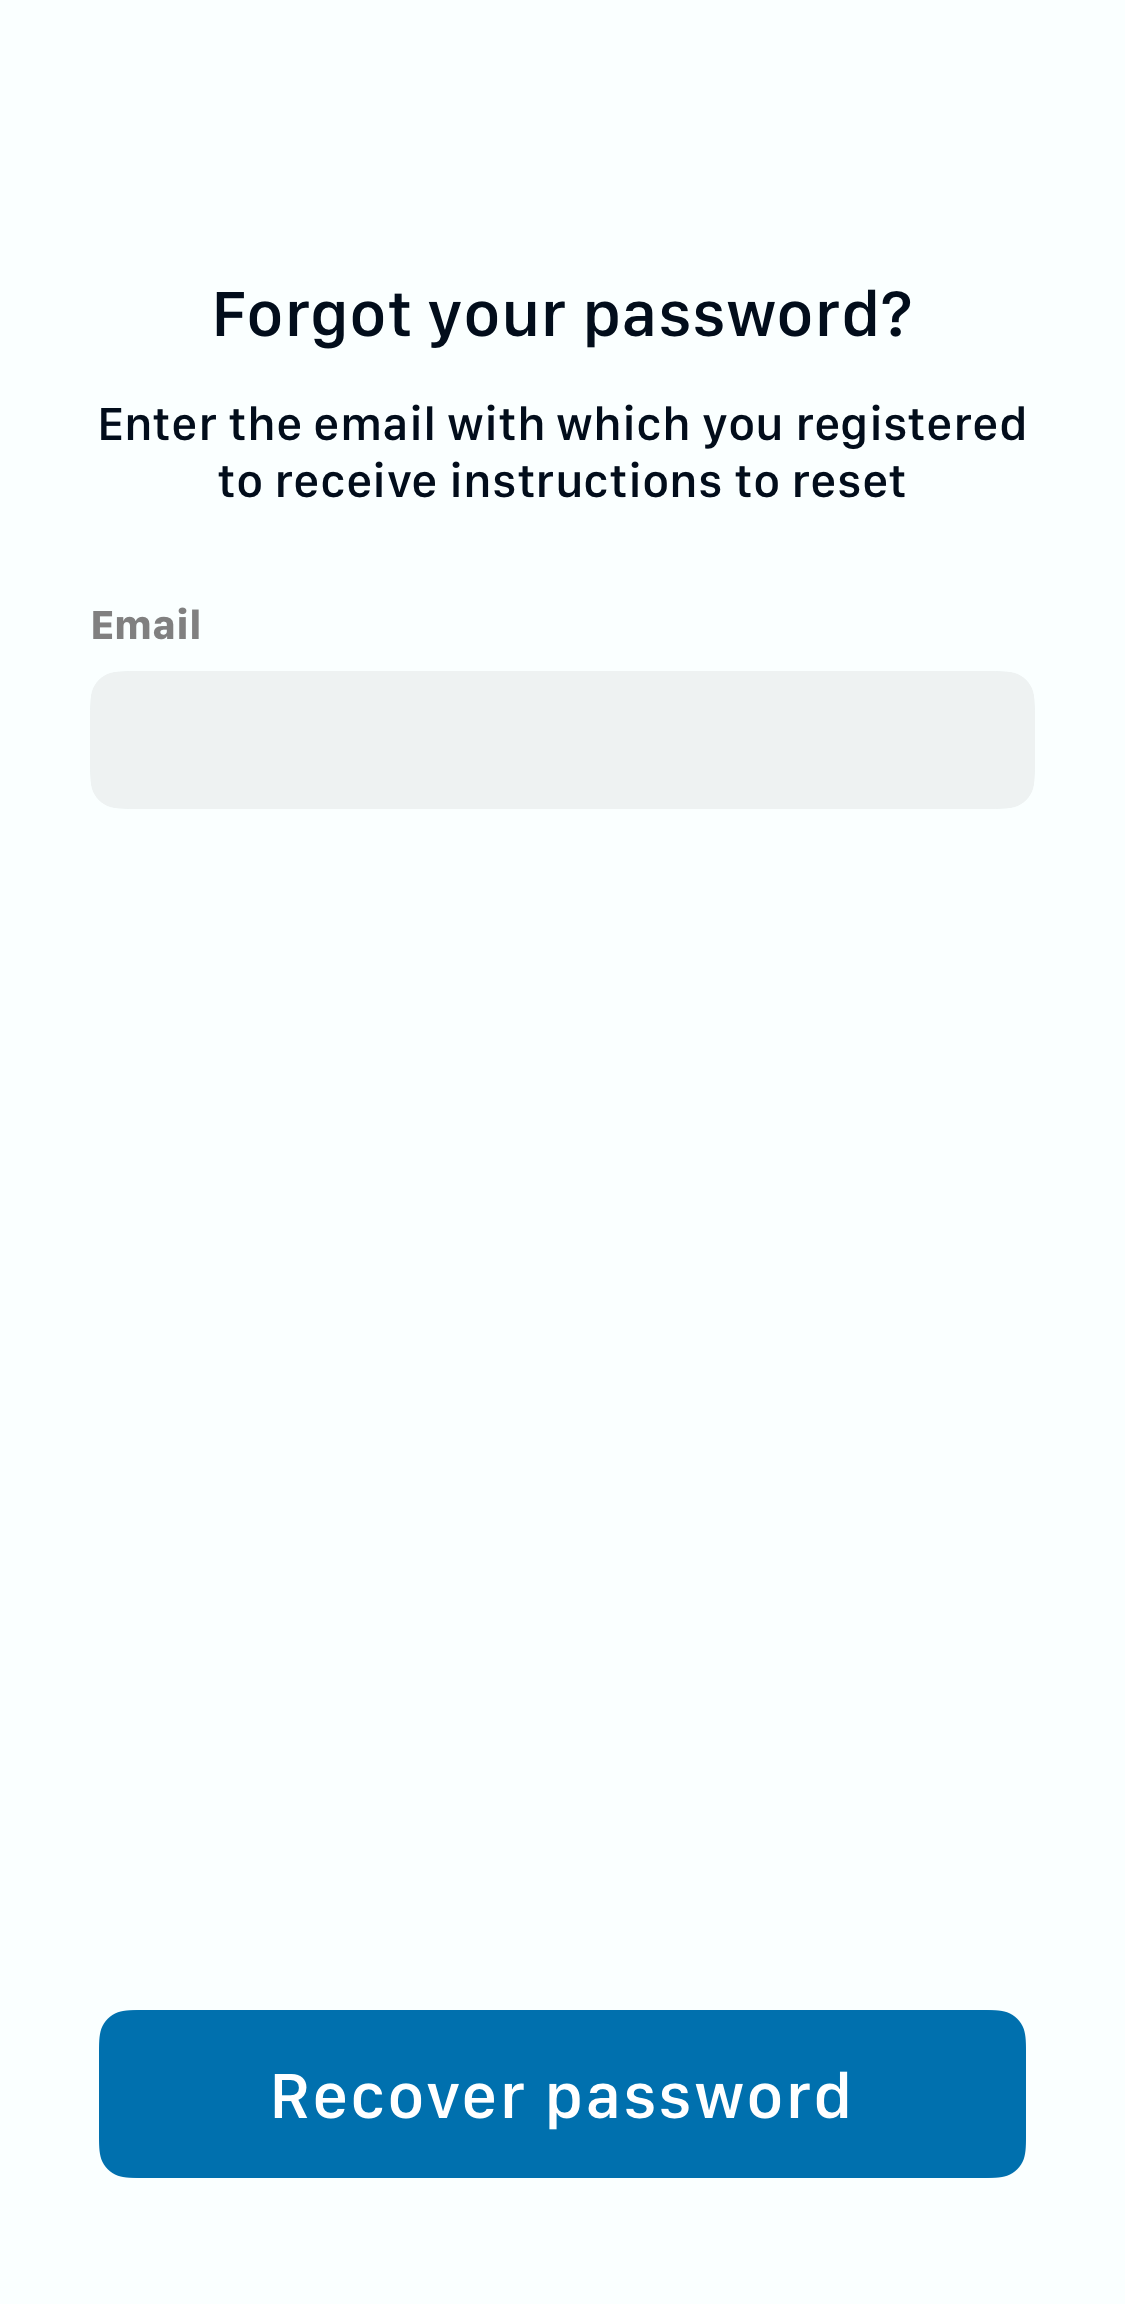 Forgot your password?
Enter the email with which you registered
to receive instructions to reset
Email
Recover password